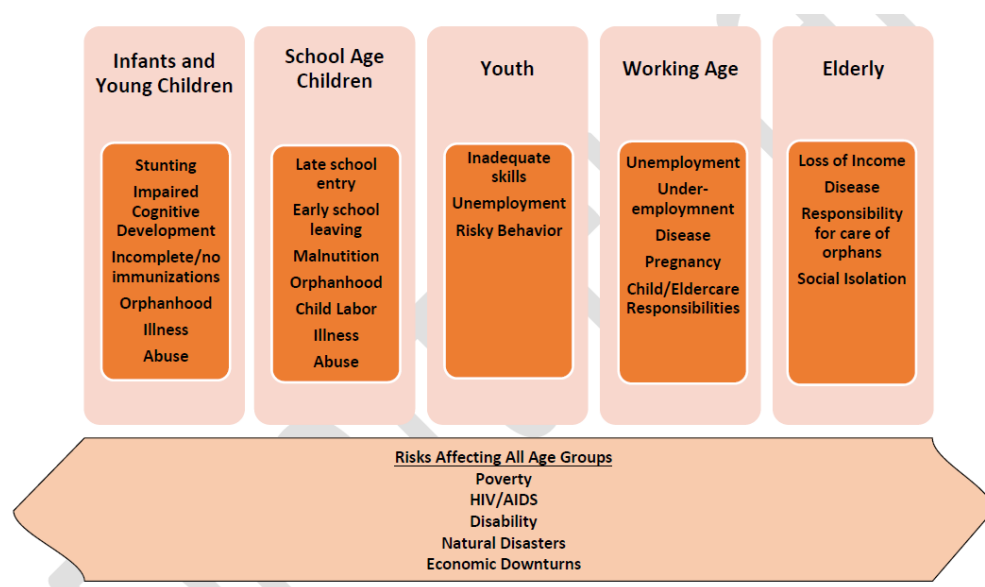 Infants and
Young Children
Stunting
Impaired
Cognitive
Development
Incomplete/no
immunizations
Orphanhood
Illness
Abuse
School Age
Children
Late school
entry
Early school
leaving
Malnutition
Orphanhood
Child Labor
Illness
Abuse
Youth
Inadequate
skills
Unemployment
Risky Behavior
Working Age
Unemployment
Under-
employmnent
Disease
Pregnancy
Child/Eldercare
Responsibilities
Elderly
Loss of Income
Disease
Responsibility
for care of
orphans
Social Isolation
Risks Affecting All Age Groups
Poverty
HIV/AIDS
Disability
Natural Disasters
Economic Downturns